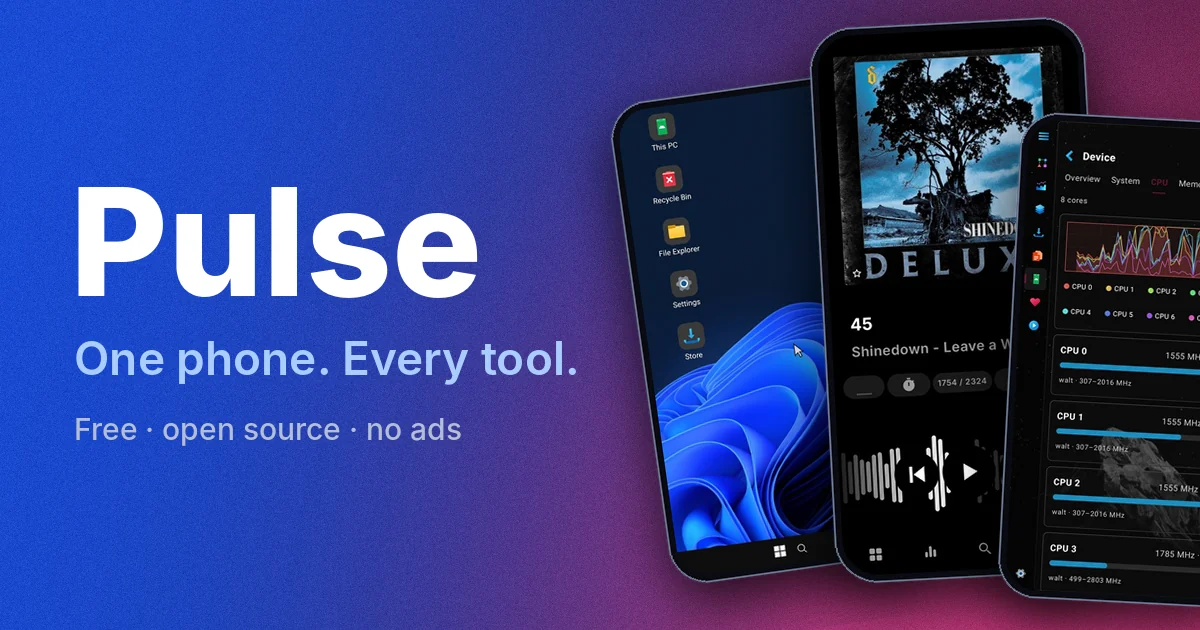 Pulse
One phone. Every tool.
Free · open source · no ads
This PC
Recycle Bin
File Explorer
Settings
Store
SHINED
DELUX
45
Shinedown - Leave a W
1754 / 2324
Device
Overview System CPU Mem
8 cores
CPU 0 CPU 1 CPU 2
CPU 4 CPU 5 CPU 6
CPU 0 1555 MHz
walt · 307–2016 MHz
CPU 1 1555 MHz
walt · 307–2016 MHz
CPU 2 1555 MHz
walt · 307–2016 MHz
CPU 3 1785 MHz
walt · 499–2803 MHz